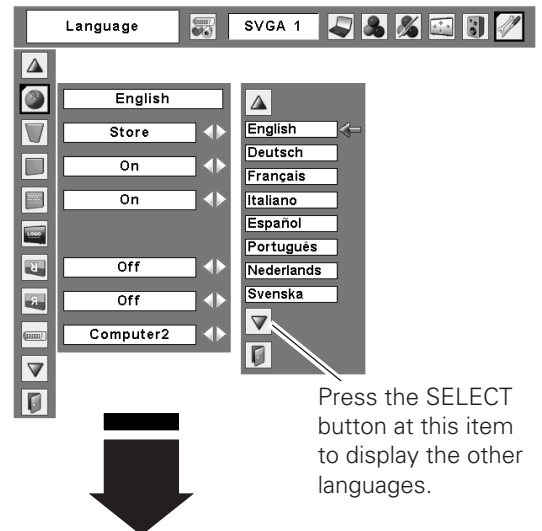 Language
SVGA 1
English
Store
On
On
LOGO
R
R
Off
Off
Computer2
English
Deutsch
Français
Italiano
Español
Português
Nederlands
Svenska
Press the SELECT
button at this item
to display the other
languages.